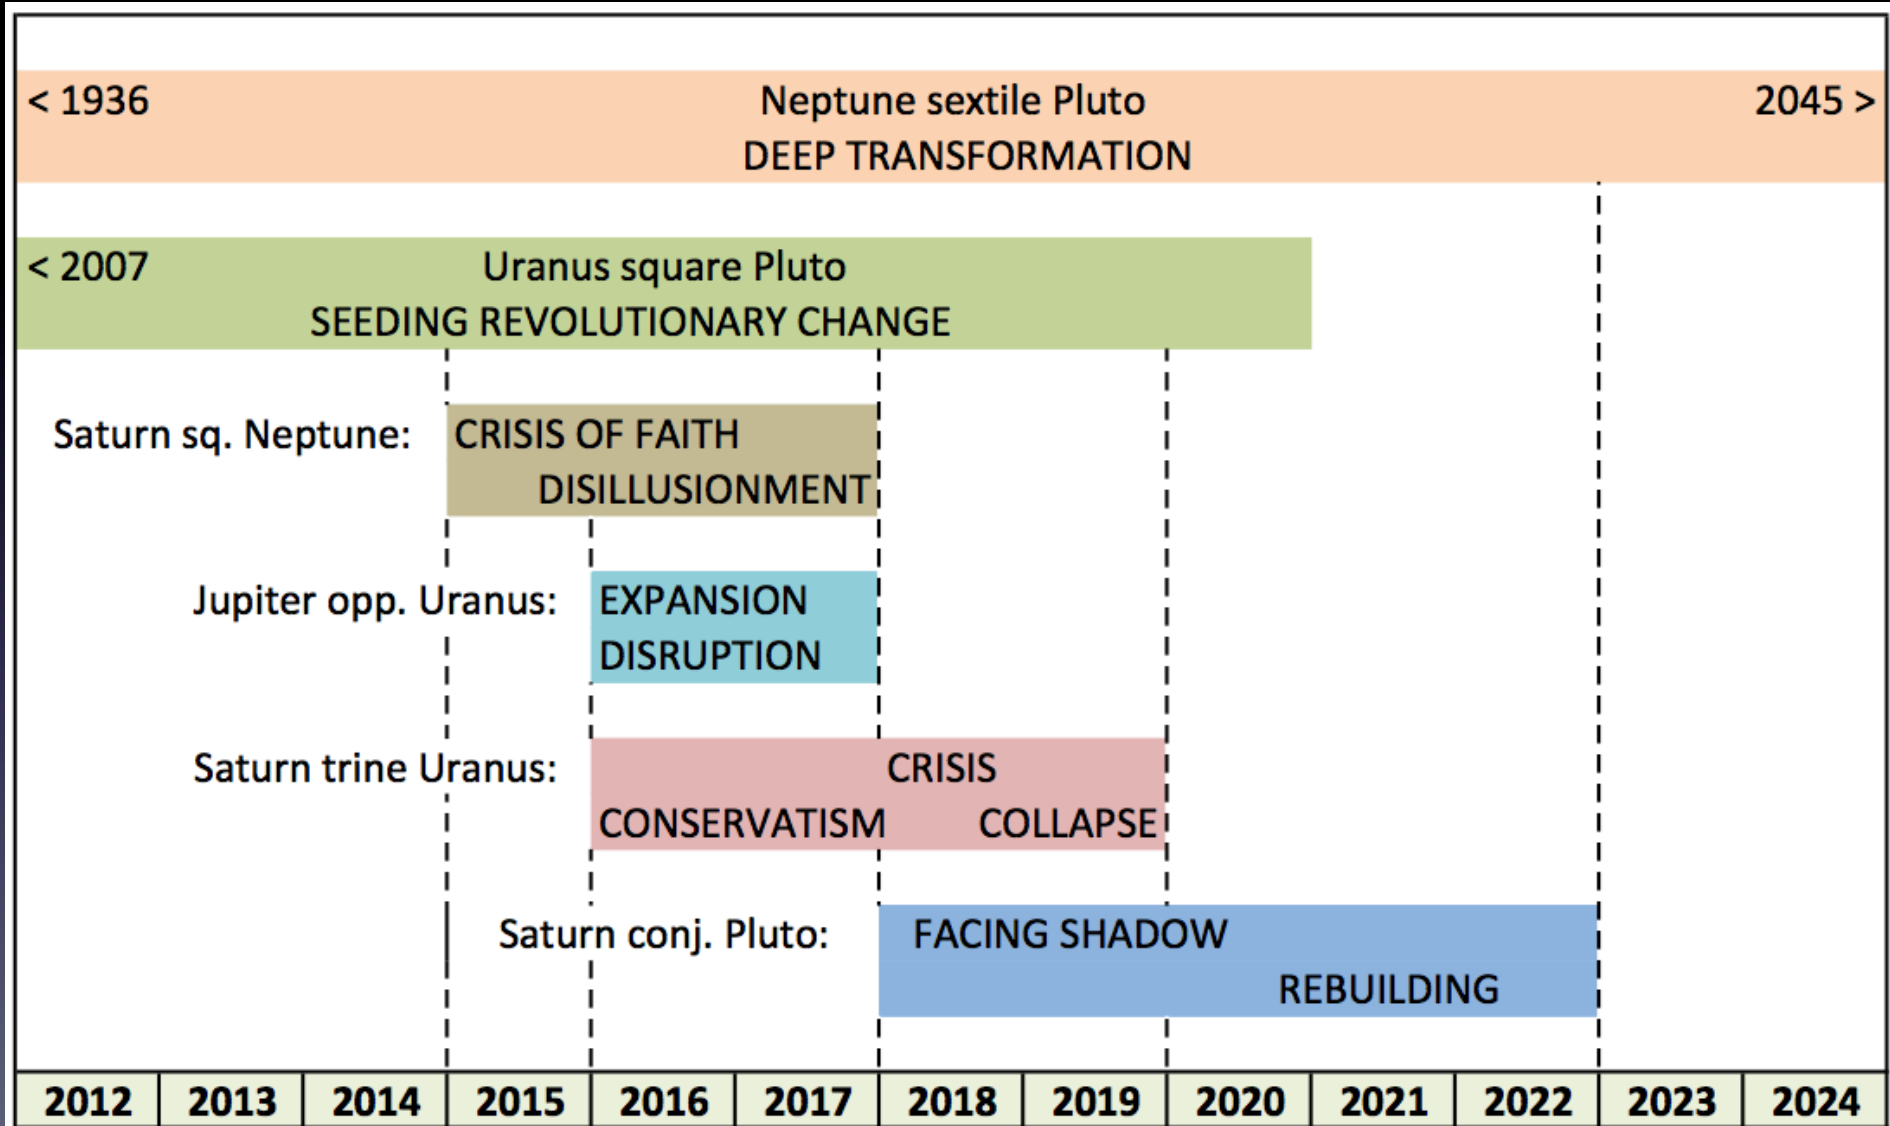 < 1936 Neptune sextile Pluto 2045 >
DEEP TRANSFORMATION
< 2007 Uranus square Pluto
SEEDING REVOLUTIONARY CHANGE
Saturn sq. Neptune: CRISIS OF FAITH
DISILLUSIONMENT
Jupiter opp. Uranus: EXPANSION
DISRUPTION
Saturn trine Uranus: CRISIS
CONSERVATISM COLLAPSE
Saturn conj. Pluto: FACING SHADOW
REBUILDING
2012 2013 2014 2015 2016 2017 2018 2019 2020 2021 2022 2023 2024